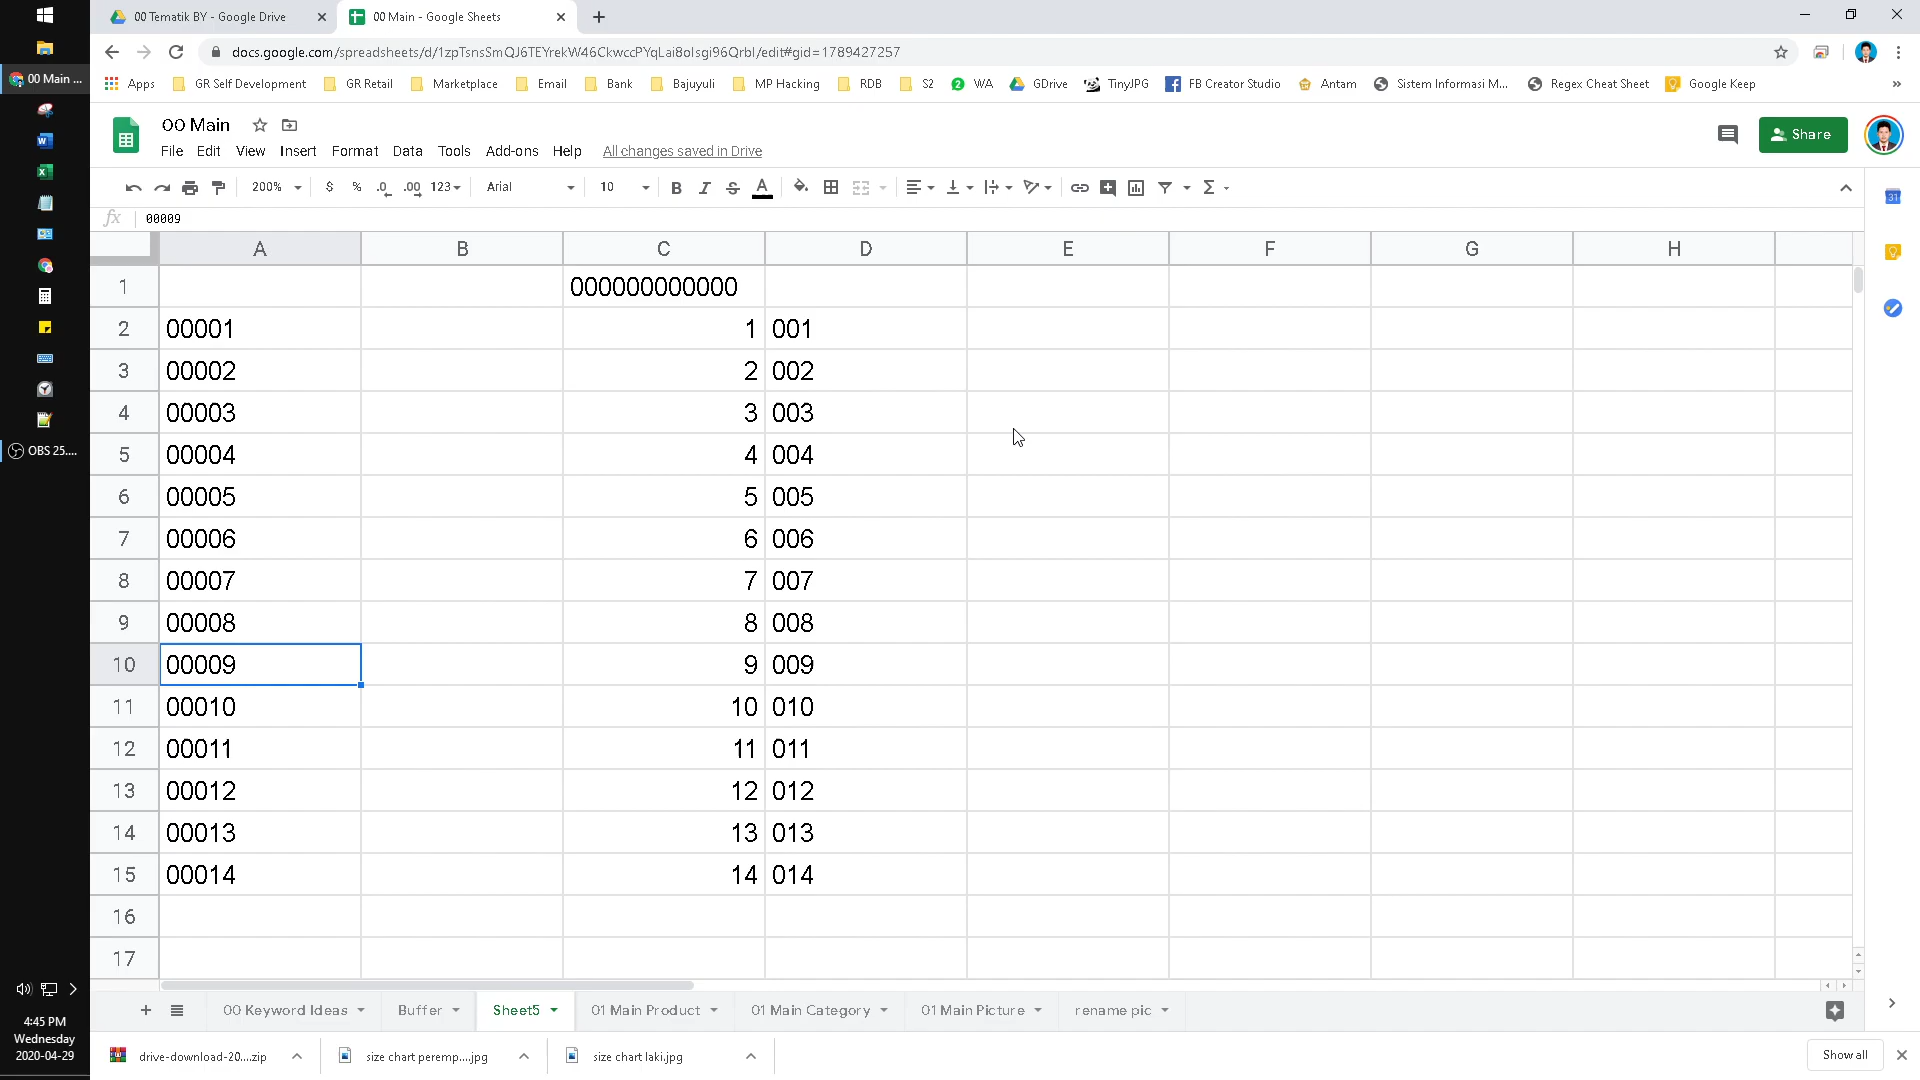 00 Tematik BY - Google Drive
00 Main - Google Sheets
docs.google.com/spreadsheets/d/1zpTsnsSmQJ6TEYrekW46CkwccPYqLai8olsgi96Qrbl/edit#gid=1789427257
Apps GR Self Development GR Retail Marketplace Email Bank Bajuyuli MP Hacking RDB S2 WA GDrive TinyJPG FB Creator Studio Antam Sistem Informasi M... Regex Cheat Sheet Google Keep »
00 Main
Share
File Edit View Insert Format Data Tools Add-ons Help All changes saved in Drive
200% $ % .0 .00 123 Arial 10 B I S A Σ
fx 00009
A B C D E F G H
1 000000000000
2 00001 1 001
3 00002 2 002
4 00003 3 003
5 00004 4 004
6 00005 5 005
7 00006 6 006
8 00007 7 007
9 00008 8 008
10 00009 9 009
11 00010 10 010
12 00011 11 011
13 00012 12 012
14 00013 13 013
15 00014 14 014
16
17
+ 00 Keyword Ideas Buffer Sheet5 01 Main Product 01 Main Category 01 Main Picture rename pic
drive-download-20....zip size chart peremp....jpg size chart laki.jpg Show all
00 Main ...
OBS 25....
4:45 PM
Wednesday
2020-04-29
31